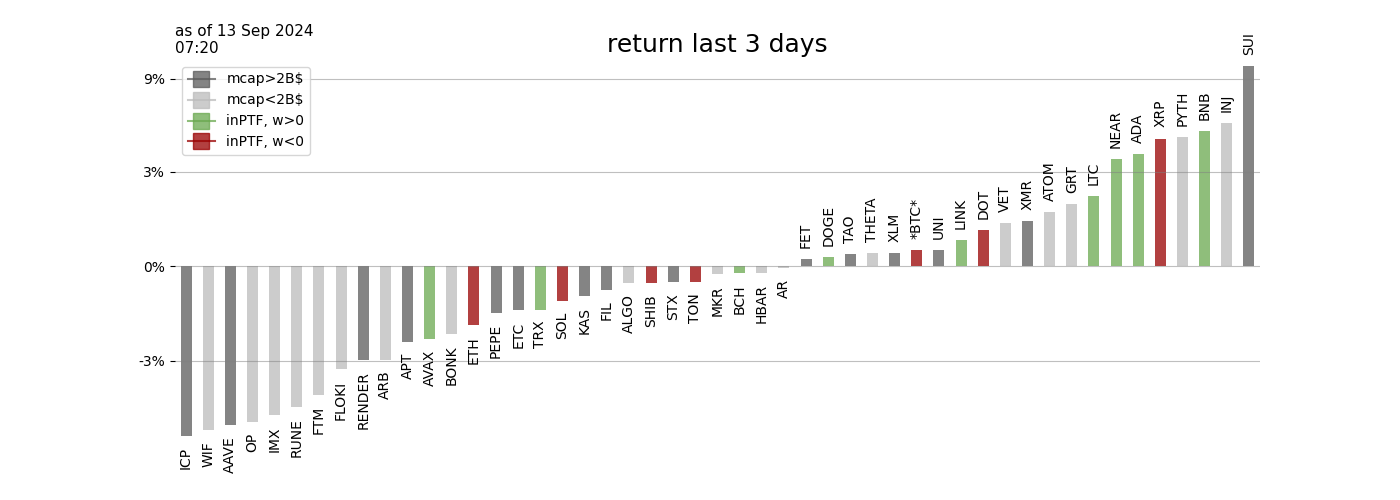 as of 13 Sep 2024
07:20
return last 3 days
mcap>2B$
mcap<2B$
inPTF, w>0
inPTF, w<0
9%
3%
0%
-3%
ICP
WIF
AAVE
OP
IMX
RUNE
FTM
FLOKI
RENDER
ARB
APT
AVAX
BONK
ETH
PEPE
ETC
TRX
SOL
KAS
FIL
ALGO
SHIB
STX
TON
MKR
BCH
HBAR
AR
FET
DOGE
TAO
THETA
XLM
*BTC*
UNI
LINK
DOT
VET
XMR
ATOM
GRT
LTC
NEAR
ADA
XRP
PYTH
BNB
INJ
SUI